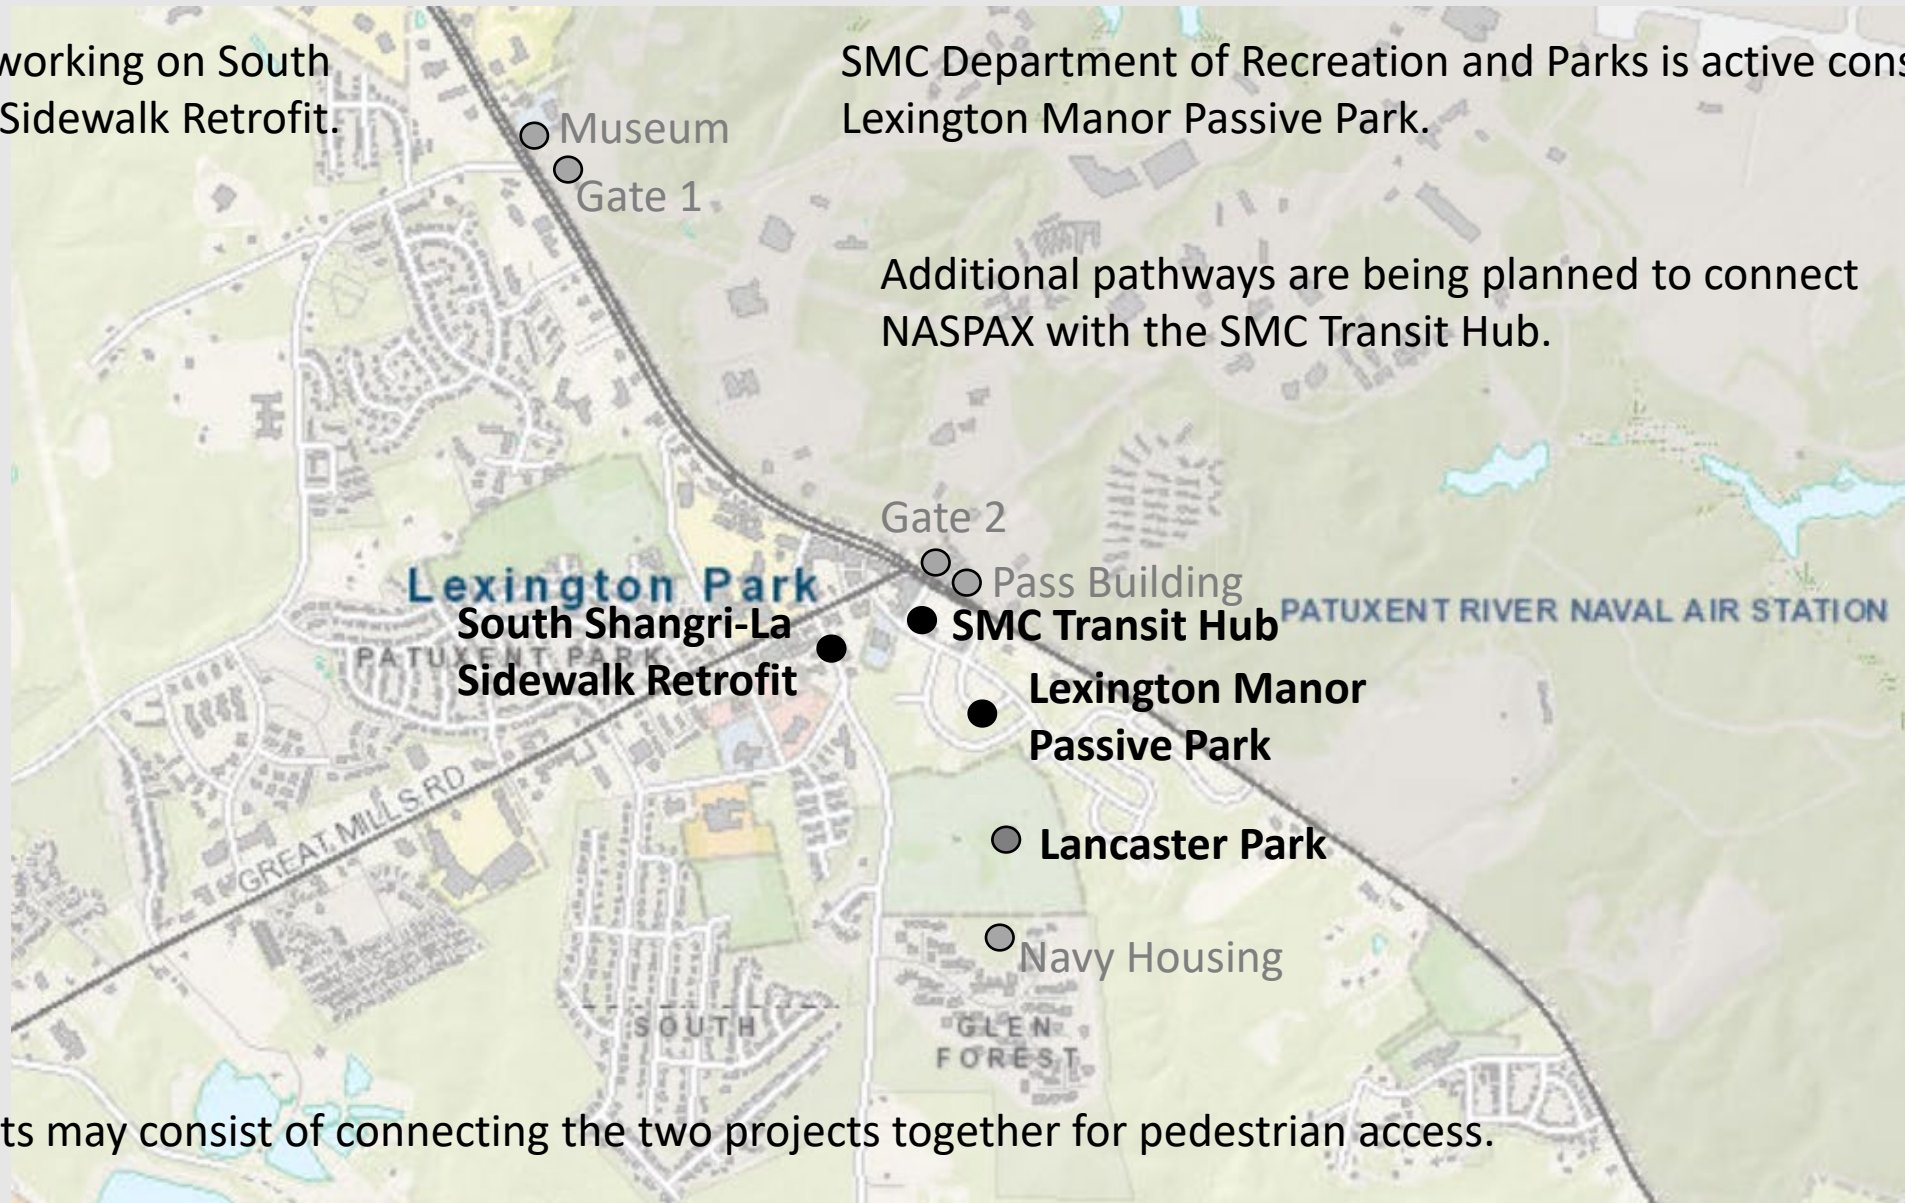 working on South
Sidewalk Retrofit.
SMC Department of Recreation and Parks is active cons
Lexington Manor Passive Park.
Museum
Gate 1
Additional pathways are being planned to connect
NASPAX with the SMC Transit Hub.
Gate 2
Pass Building
Lexington Park
South Shangri-La
Sidewalk Retrofit
PATUXENT PARK
SMC Transit Hub
PATUXENT RIVER NAVAL AIR STATION
Lexington Manor
Passive Park
GREAT MILLS RD
Lancaster Park
Navy Housing
SOUTH
GLEN
FOREST
ts may consist of connecting the two projects together for pedestrian access.